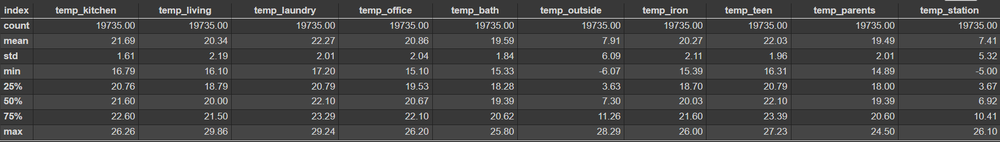 index temp_kitchen temp_living temp_laundry temp_office temp_bath temp_outside temp_iron temp_teen temp_parents temp_station
count 19735.00 19735.00 19735.00 19735.00 19735.00 19735.00 19735.00 19735.00 19735.00 19735.00
mean 21.69 20.34 22.27 20.86 19.59 7.91 20.27 22.03 19.49 7.41
std 1.61 2.19 2.01 2.04 1.84 6.09 2.11 1.96 2.01 5.32
min 16.79 16.10 17.20 15.10 15.33 -6.07 15.39 16.31 14.89 -5.00
25% 20.76 18.79 20.79 19.53 18.28 3.63 18.70 20.79 18.00 3.67
50% 21.60 20.00 22.10 20.67 19.39 7.30 20.03 22.10 19.39 6.92
75% 22.60 21.50 23.29 22.10 20.62 11.26 21.60 23.39 20.60 10.41
max 26.26 29.86 29.24 26.20 25.80 28.29 26.00 27.23 24.50 26.10